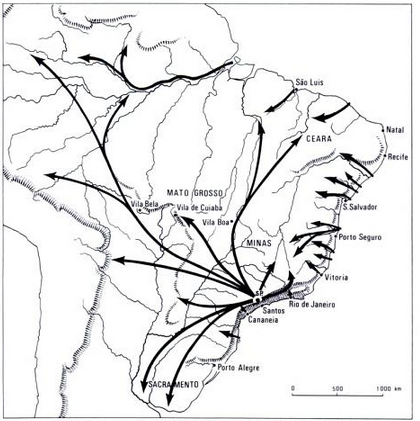 São Luis
CEARA
Natal
Recife
MATO GROSSO
Vila Bela
Vila de Cuiaba
Vila Boa
S. Salvador
MINAS
Porto Seguro
Vitoria
S.P.
Rio de Janeiro
Santos
Cananeia
Porto Alegre
SACRAMENTO
0 500 1000 km